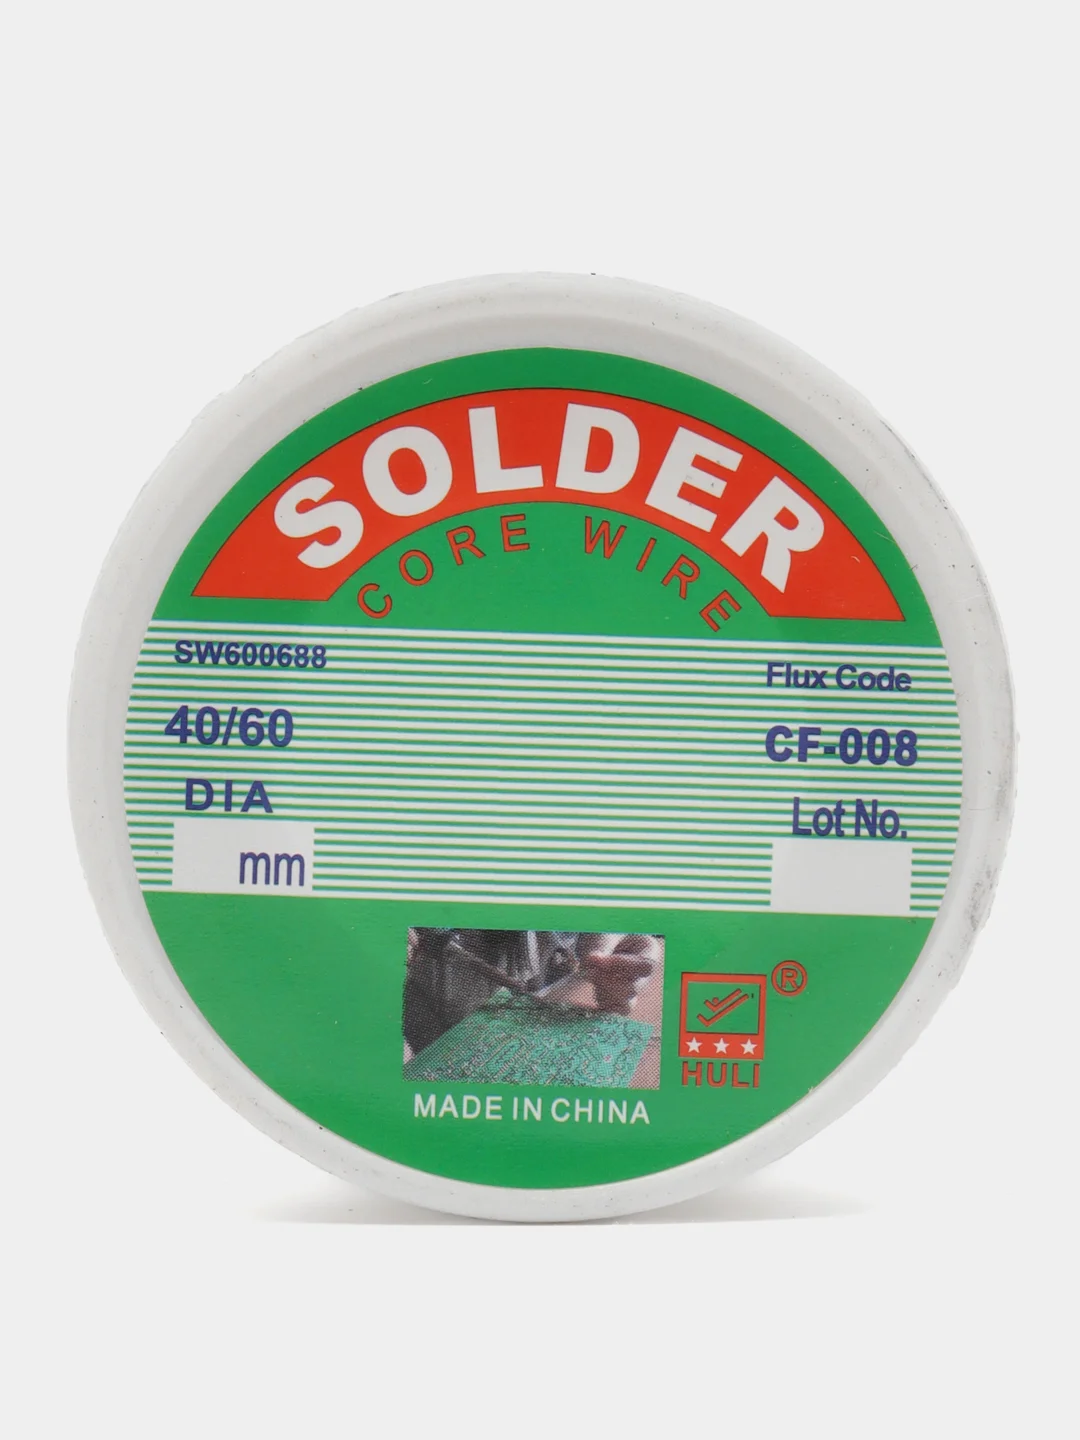 SOLDER
CORE WIRE
SW600688
Flux Code
40/60
CF-008
DIA
Lot No.
mm
®
HULI
MADE IN CHINA